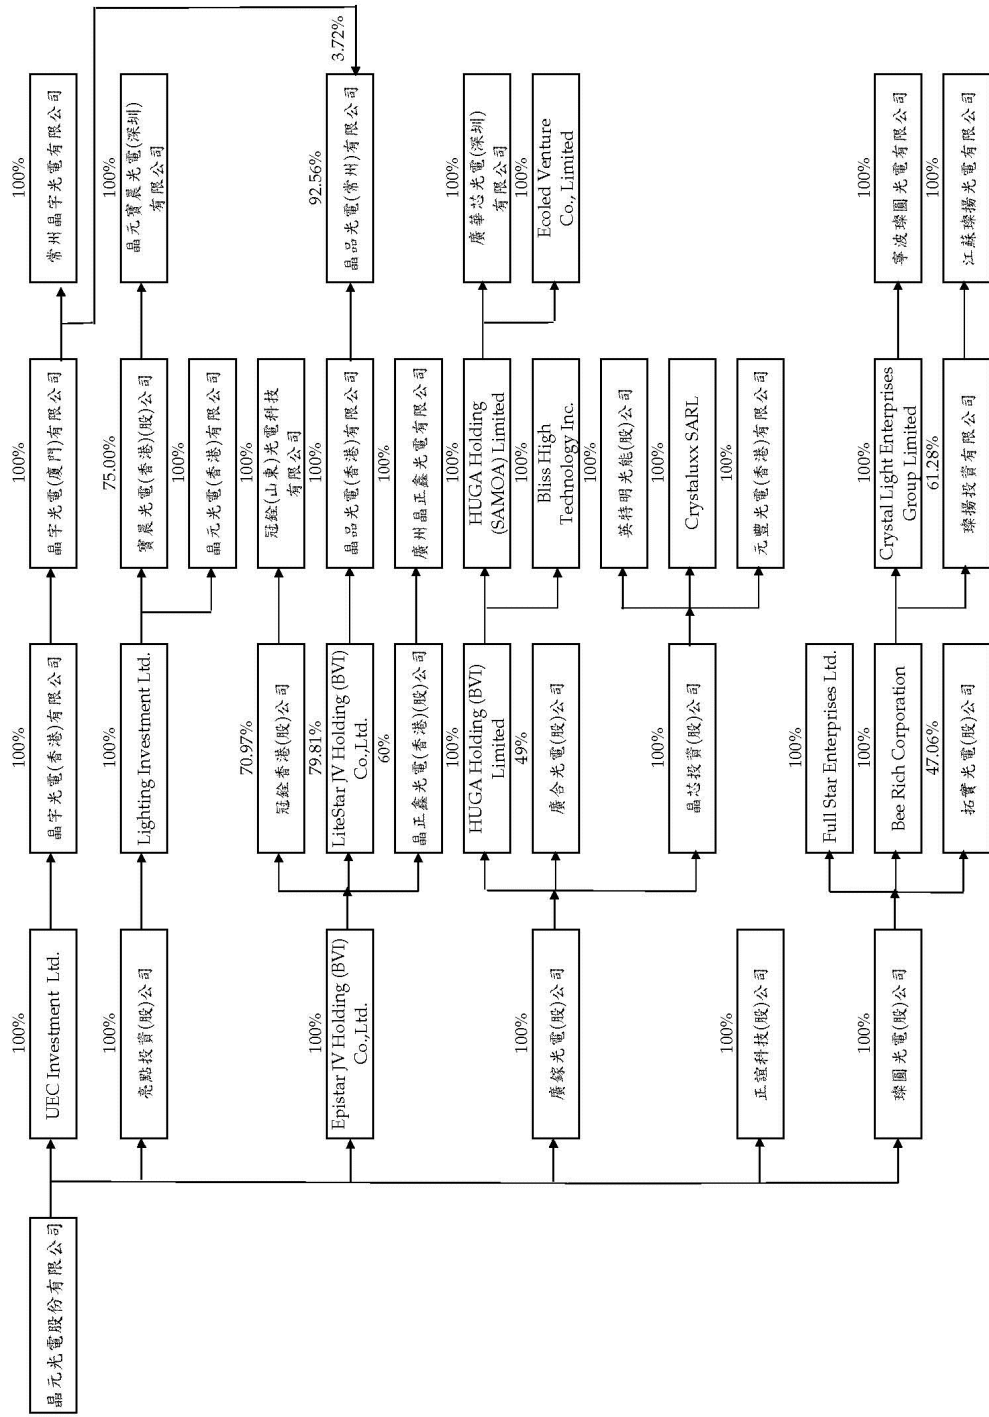 100%
100%
100%
100%
晶元光電股份有限公司
UEC Investment Ltd.
晶宇光電(香港)有限公司
晶宇光電(廈門)有限公司
常州晶宇光電有限公司
100%
100%
75.00%
100%
亮點投資(股)公司
Lighting Investment Ltd.
寶晨光電(香港)(股)公司
晶元寶晨光電(深圳)
有限公司
100%
晶元光電(香港)有限公司
70.97%
100%
冠銓香港(股)公司
冠銓(山東)光電科技
有限公司
100%
79.81%
100%
92.56%
3.72%
Epistar JV Holding (BVI)
Co.,Ltd.
LiteStar JV Holding (BVI)
Co.,Ltd.
晶品光電(香港)有限公司
晶品光電(常州)有限公司
60%
100%
晶正鑫光電(香港)(股)公司
廣州晶正鑫光電有限公司
100%
100%
100%
HUGA Holding (BVI)
Limited
HUGA Holding
(SAMOA) Limited
廣華芯光電(深圳)
有限公司
100%
49%
100%
100%
廣鎵光電(股)公司
廣合光電(股)公司
Bliss High
Technology Inc.
Ecoled Venture
Co., Limited
100%
英特明光能(股)公司
100%
100%
晶芯投資(股)公司
Crystaluxx SARL
100%
100%
正誼科技(股)公司
元豐光電(香港)有限公司
100%
Full Star Enterprises Ltd.
100%
100%
100%
100%
璨圓光電(股)公司
Bee Rich Corporation
Crystal Light Enterprises
Group Limited
寧波璨圓光電有限公司
47.06%
61.28%
100%
拓實光電(股)公司
璨揚投資有限公司
江蘇璨揚光電有限公司